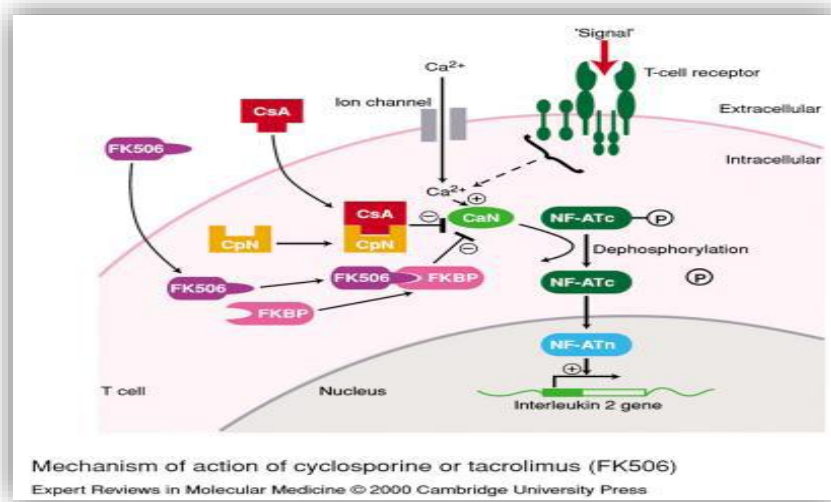 'Signal'
Ca²⁺
T-cell receptor
Ion channel
CsA
Extracellular
FK506
Intracellular
Ca²⁺
+
CsA
−
CaN
NF-ATc
P
CpN
CpN
−
Dephosphorylation
FK506
FK506
FKBP
NF-ATc
P
FKBP
NF-ATn
+
T cell
Nucleus
Interleukin 2 gene
Mechanism of action of cyclosporine or tacrolimus (FK506)
Expert Reviews in Molecular Medicine © 2000 Cambridge University Press